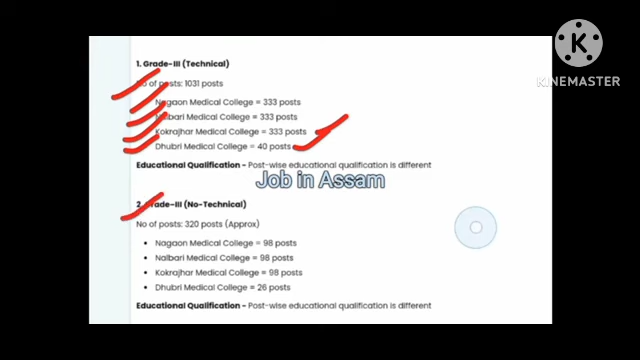 KINEMASTER
1. Grade-III (Technical)
No of posts: 1031 posts
Nagaon Medical College = 333 posts
Nalbari Medical College = 333 posts
Kokrajhar Medical College = 333 posts
Dhubri Medical College = 40 posts
Educational Qualification - Post-wise educational qualification is different
Job in Assam
2. Grade-III (No-Technical)
No of posts: 320 posts (Approx)
• Nagaon Medical College = 98 posts
• Nalbari Medical College = 98 posts
• Kokrajhar Medical College = 98 posts
• Dhubri Medical College = 26 posts
Educational Qualification - Post-wise educational qualification is different